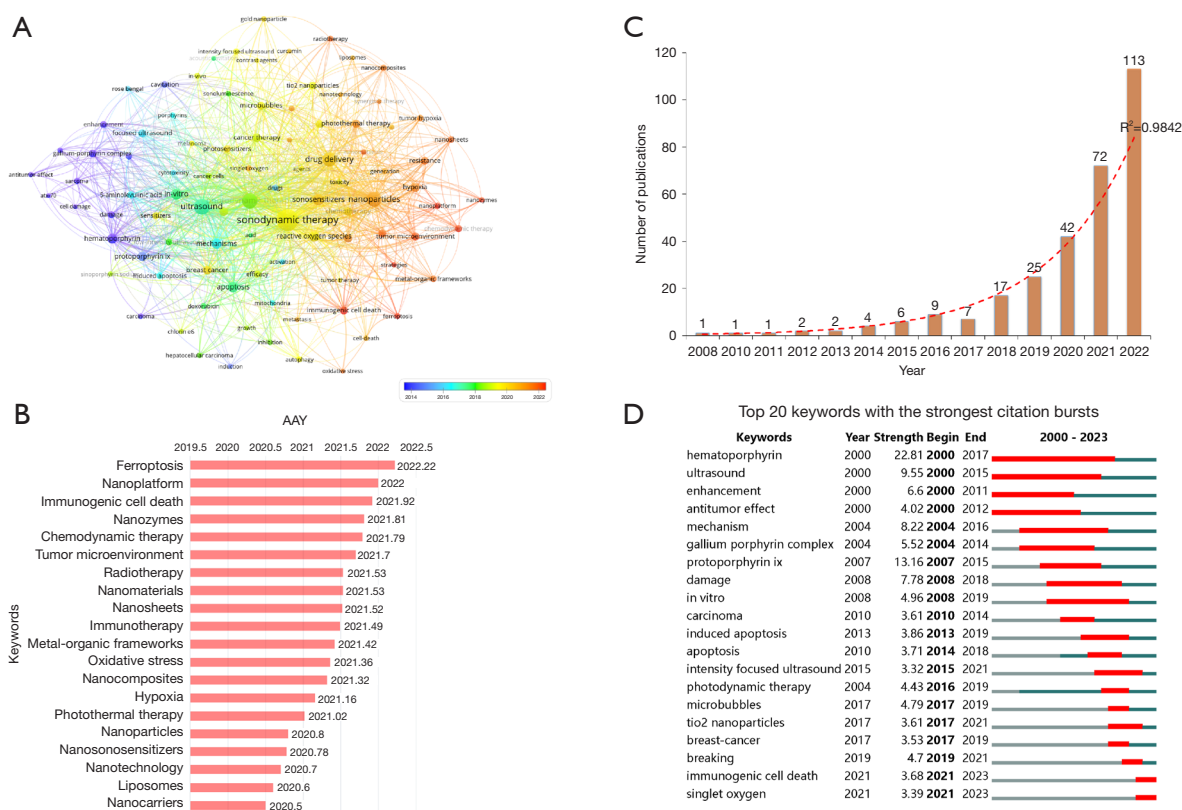 A
gold nanoparticle
radiotherapy
intensity focused ultrasound
curcumin
liposomes
contrast agents
nanocomposites
in-vivo
rose bengal
cavitation
tio2 nanoparticles
sonoluminescence
nanotechnology
microbubbles
porphyrins
tumor hypoxia
enhancement
focused ultrasound
cancer therapy
photothermal therapy
nanosheets
melanoma
photosensitizers
gallium-porphyrin complex
drug delivery
resistance
singlet oxygen
agents
generation
antitumor effect
sarcoma
cytotoxicity
cancer cells
toxicity
hypoxia
drugs
5-aminolevulinic acid
in-vitro
sonosensitizers
nanoparticles
nanozymes
cell damage
ultrasound
nanoplatform
damage
sensitizers
sonodynamic therapy
chemodynamic therapy
hematoporphyrin
mechanisms
add
reactive oxygen species
tumor microenvironment
protoporphyrin ix
activation
strategies
breast cancer
efficacy
induced apoptosis
tumor therapy
metal-organic frameworks
apoptosis
mitochondria
doxorubicin
immunogenic cell death
carcinoma
metastasis
ferroptosis
growth
chlorin e6
inhibition
cell-death
hepatocellular carcinoma
autophagy
induction
oxidative stress
2014 2016 2018 2020 2022
B
AAY
2019.5 2020 2020.5 2021.5 2022 2022.5
Keywords
Ferroptosis 2022.22
Nanoplatform 2022
Immunogenic cell death 2021.92
Nanozymes 2021.81
Chemodynamic therapy 2021.79
Tumor microenvironment 2021.7
Radiotherapy 2021.53
Nanomaterials 2021.53
Nanosheets 2021.52
Immunotherapy 2021.49
Metal-organic frameworks 2021.42
Oxidative stress 2021.36
Nanocomposites 2021.32
Hypoxia 2021.16
Photothermal therapy 2021.02
Nanoparticles 2020.8
Nanosonosensitizers 2020.78
Nanotechnology 2020.7
Liposomes 2020.6
Nanocarriers 2020.5
C
Number of publications
120
100
80
60
40
20
0
1 1 1 2 2 4 6 9 7 17 25 42 72 113
R²=0.9842
2008 2010 2011 2012 2013 2014 2015 2016 2017 2018 2019 2020 2021 2022
Year
D
Top 20 keywords with the strongest citation bursts
Keywords Year Strength Begin End 2000 - 2023
hematoporphyrin 2000 22.81 2000 2017
ultrasound 2000 9.55 2000 2015
enhancement 2000 6.6 2000 2011
antitumor effect 2000 4.02 2000 2012
mechanism 2004 8.22 2004 2016
gallium porphyrin complex 2004 5.52 2004 2014
protoporphyrin ix 2007 13.16 2007 2015
damage 2008 7.78 2008 2018
in vitro 2008 4.96 2008 2019
carcinoma 2010 3.61 2010 2014
induced apoptosis 2013 3.86 2013 2019
apoptosis 2010 3.71 2014 2018
intensity focused ultrasound 2015 3.32 2015 2021
photodynamic therapy 2004 4.43 2016 2019
microbubbles 2017 4.79 2017 2019
tio2 nanoparticles 2017 3.61 2017 2021
breast-cancer 2017 3.53 2017 2019
breaking 2019 4.7 2019 2021
immunogenic cell death 2021 3.68 2021 2023
singlet oxygen 2021 3.39 2021 2023